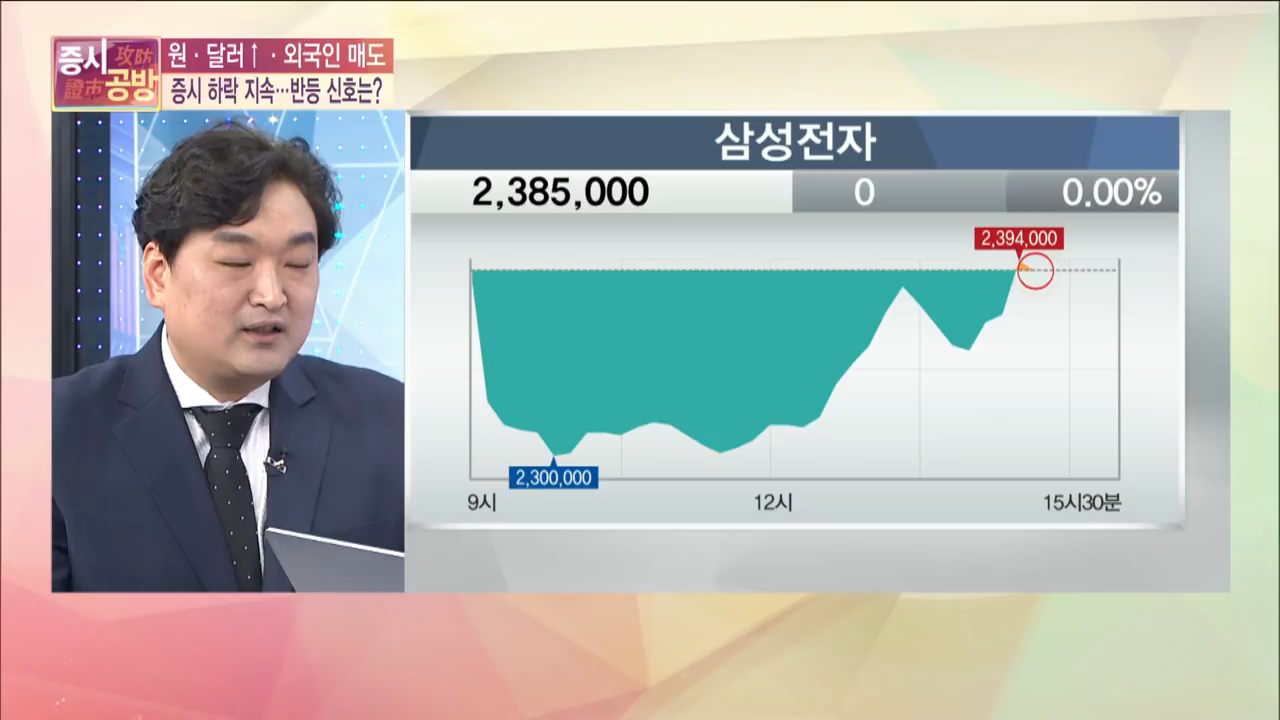 증시 攻防
證市 공방
원·달러↑·외국인 매도
증시 하락 지속…반등 신호는?
삼성전자
2,385,000 0 0.00%
2,394,000
2,300,000
9시 12시 15시30분